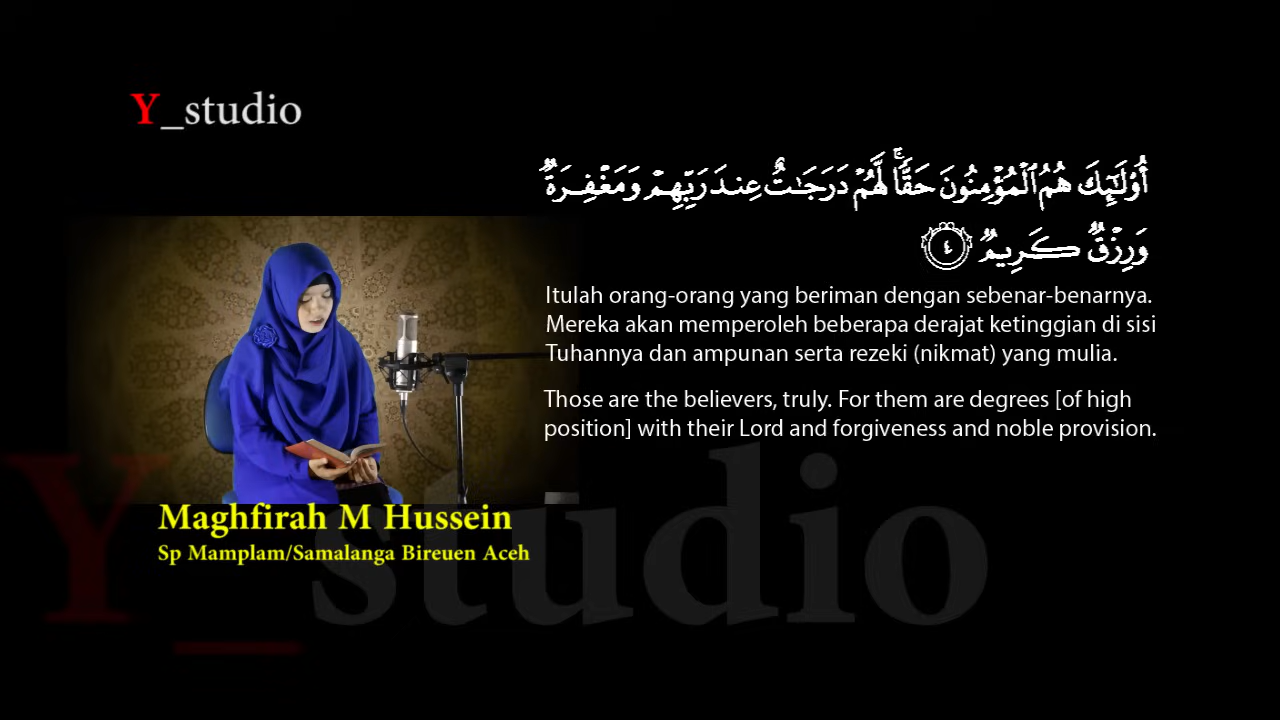 Y_studio
أُوْلَٰٓئِكَ هُمُ ٱلْمُؤْمِنُونَ حَقًّاۚ لَّهُمْ دَرَجَٰتٌ عِندَ رَبِّهِمْ وَمَغْفِرَةٌ
وَرِزْقٌ كَرِيمٌ ٤
Itulah orang-orang yang beriman dengan sebenar-benarnya.
Mereka akan memperoleh beberapa derajat ketinggian di sisi
Tuhannya dan ampunan serta rezeki (nikmat) yang mulia.
Those are the believers, truly. For them are degrees [of high
position] with their Lord and forgiveness and noble provision.
Maghfirah M Hussein
Sp Mamplam/Samalanga Bireuen Aceh
Y_studio